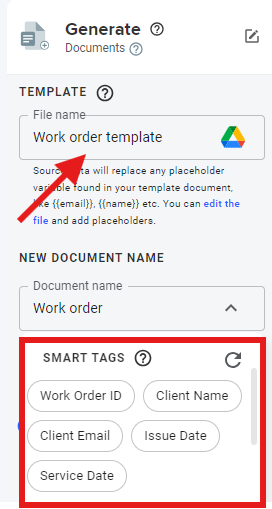 Generate
Documents
TEMPLATE
File name
Work order template
Source data will replace any placeholder
variable found in your template document,
like {{email}}, {{name}} etc. You can edit the
file and add placeholders.
NEW DOCUMENT NAME
Document name
Work order
SMART TAGS
Work Order ID
Client Name
Client Email
Issue Date
Service Date